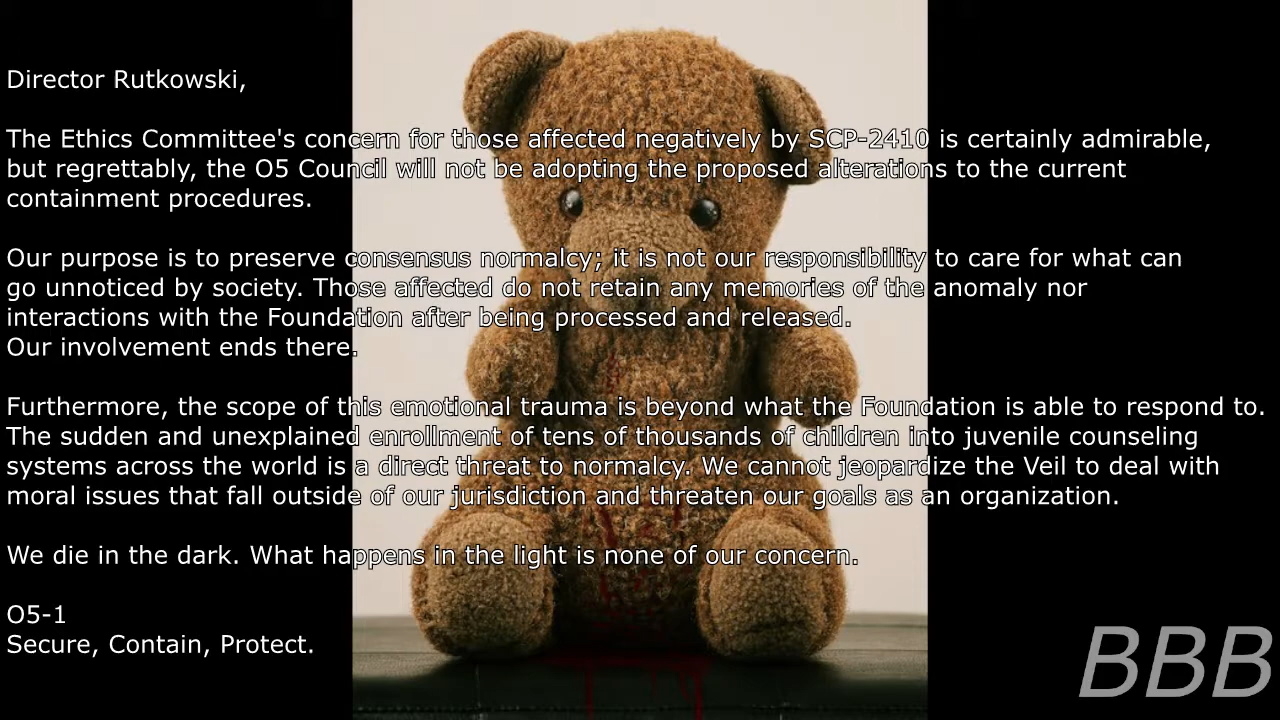 Director Rutkowski,
The Ethics Committee's concern for those affected negatively by SCP-2410 is certainly admirable,
but regrettably, the O5 Council will not be adopting the proposed alterations to the current
containment procedures.
Our purpose is to preserve consensus normalcy; it is not our responsibility to care for what can
go unnoticed by society. Those affected do not retain any memories of the anomaly nor
interactions with the Foundation after being processed and released.
Our involvement ends there.
Furthermore, the scope of this emotional trauma is beyond what the Foundation is able to respond to.
The sudden and unexplained enrollment of tens of thousands of children into juvenile counseling
systems across the world is a direct threat to normalcy. We cannot jeopardize the Veil to deal with
moral issues that fall outside of our jurisdiction and threaten our goals as an organization.
We die in the dark. What happens in the light is none of our concern.
O5-1
Secure, Contain, Protect.
BBB